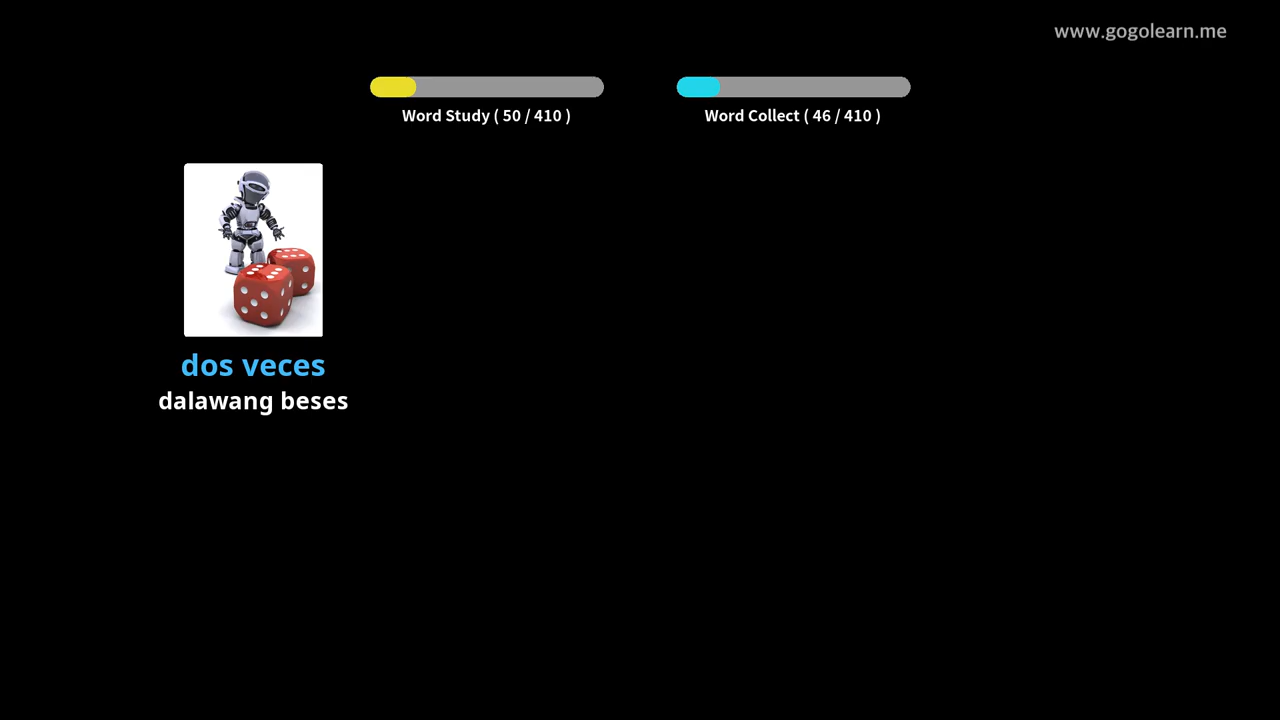 www.gogolearn.me
Word Study ( 50 / 410 )
Word Collect ( 46 / 410 )
dos veces
dalawang beses